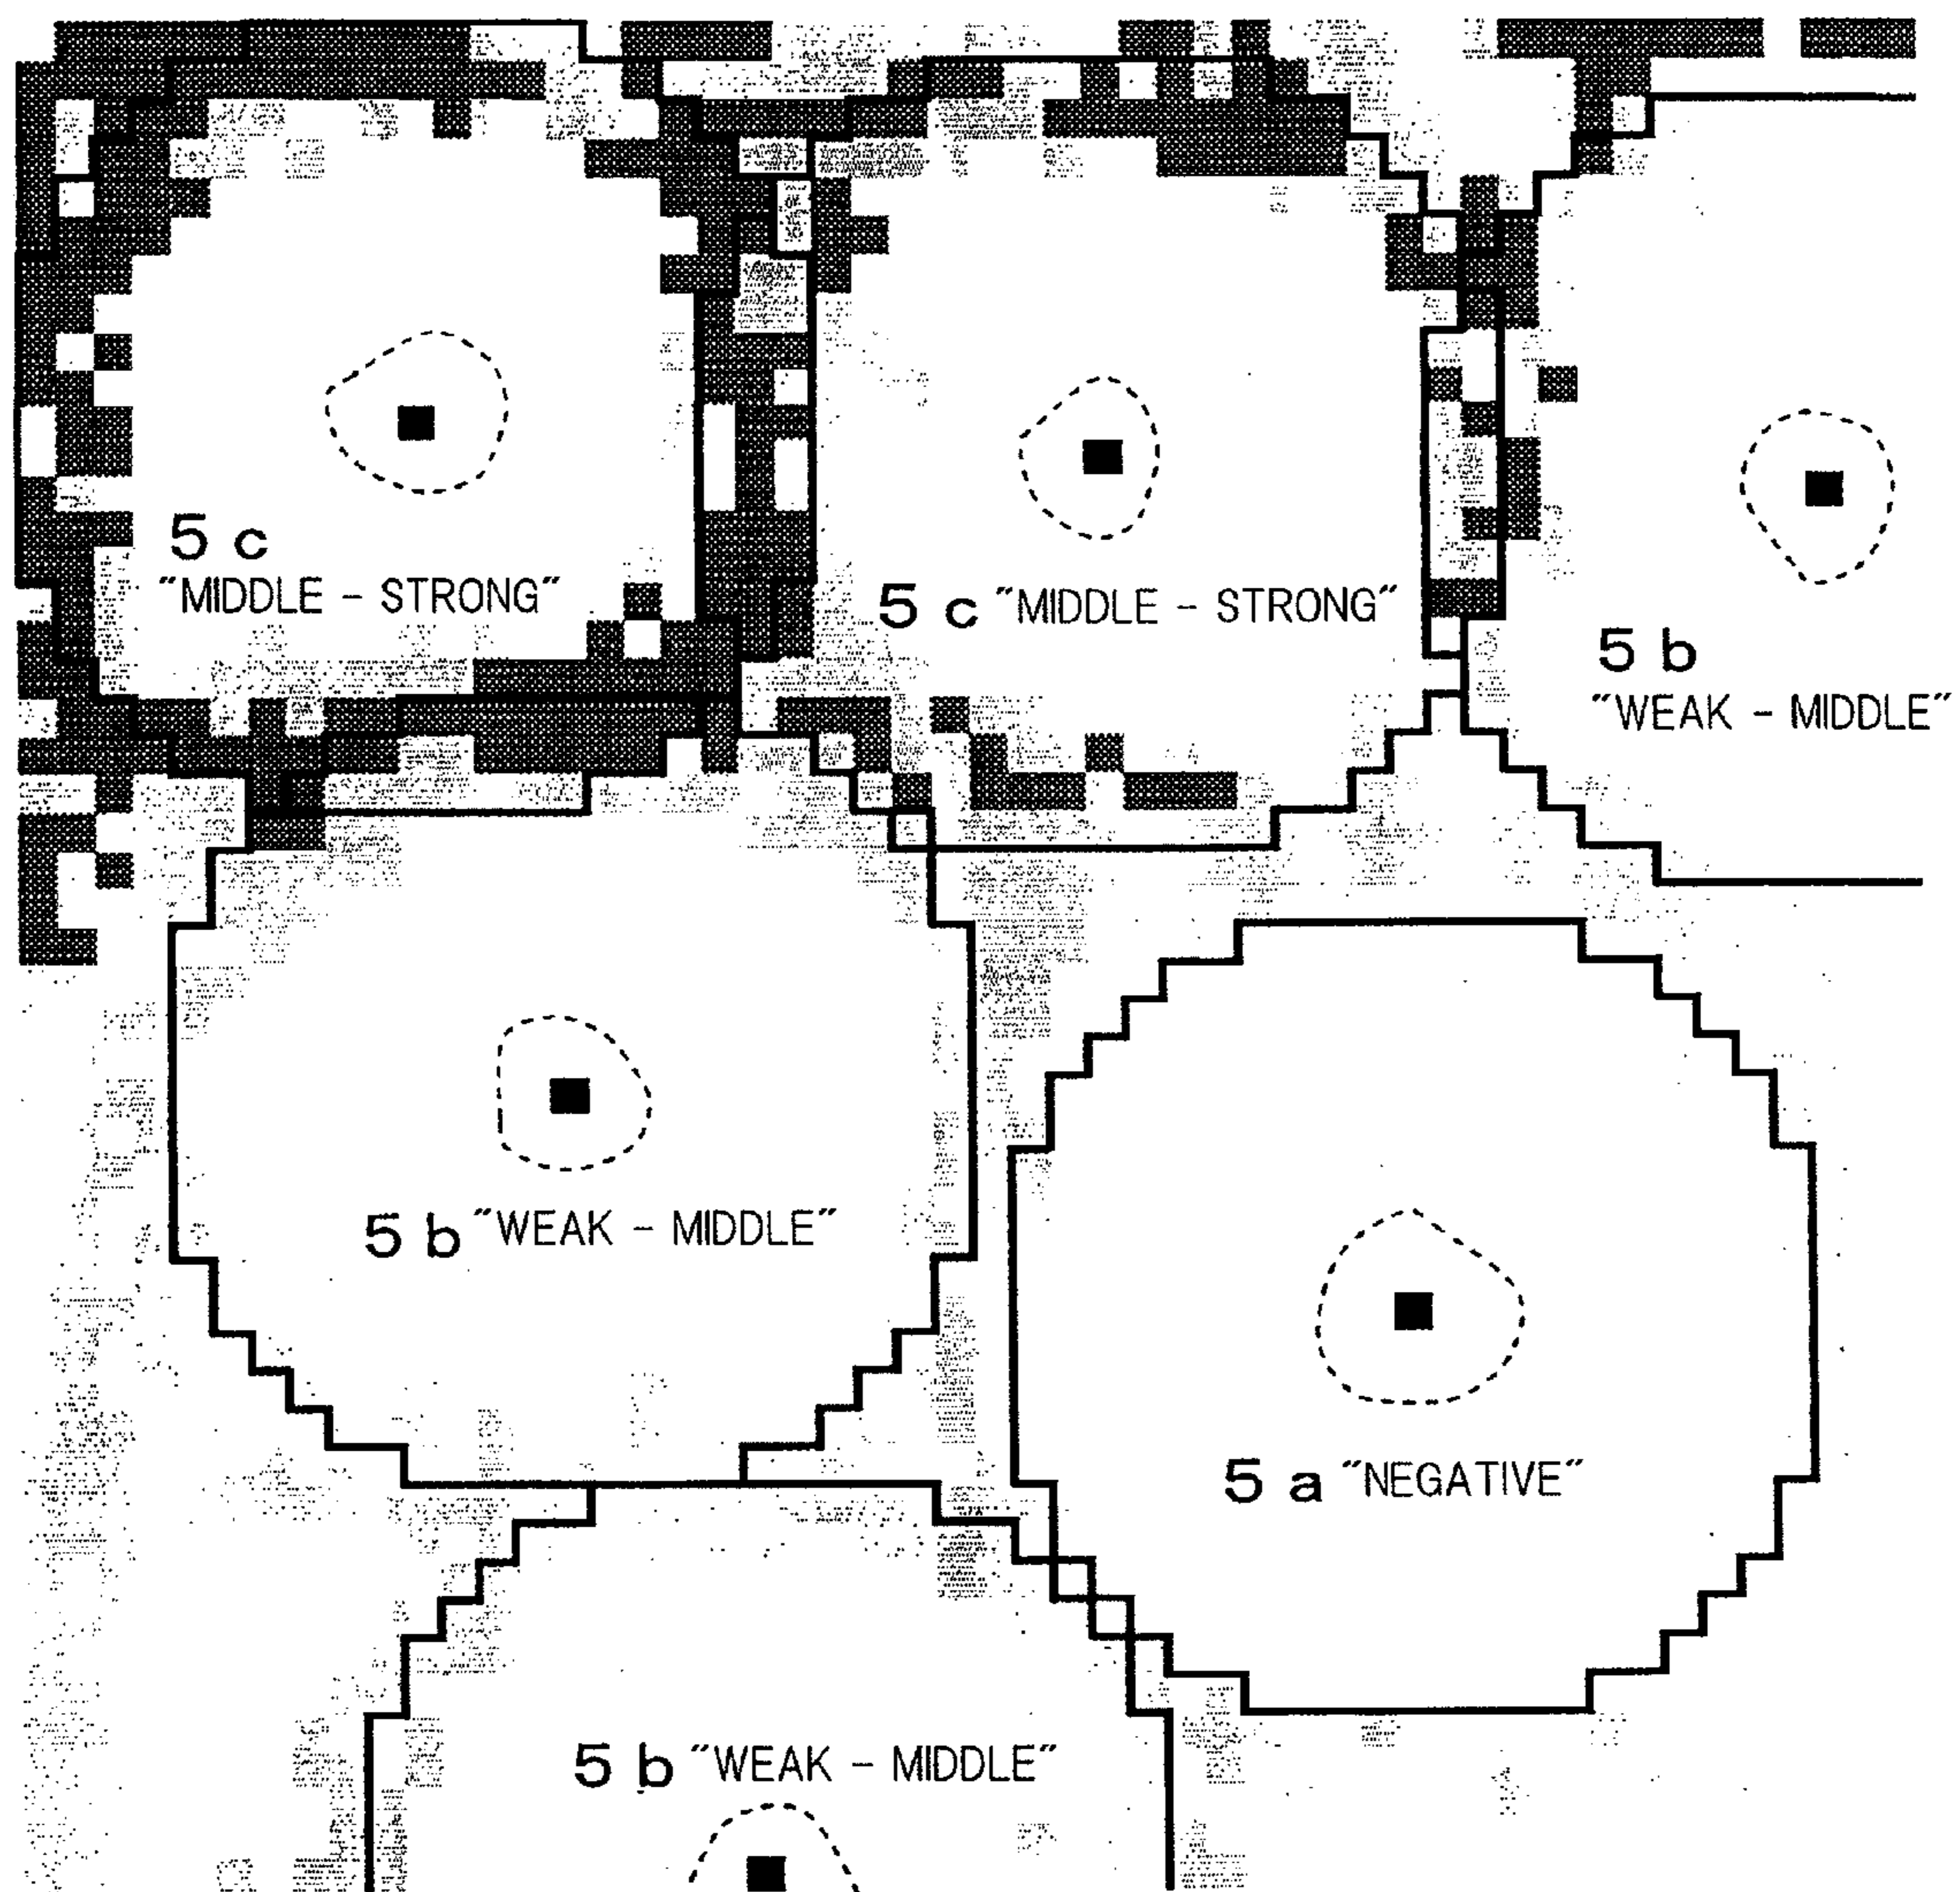 5 c
"MIDDLE - STRONG"
5 c "MIDDLE - STRONG"
5 b
"WEAK - MIDDLE"
5 b "WEAK - MIDDLE"
5 a "NEGATIVE"
5 b "WEAK - MIDDLE"